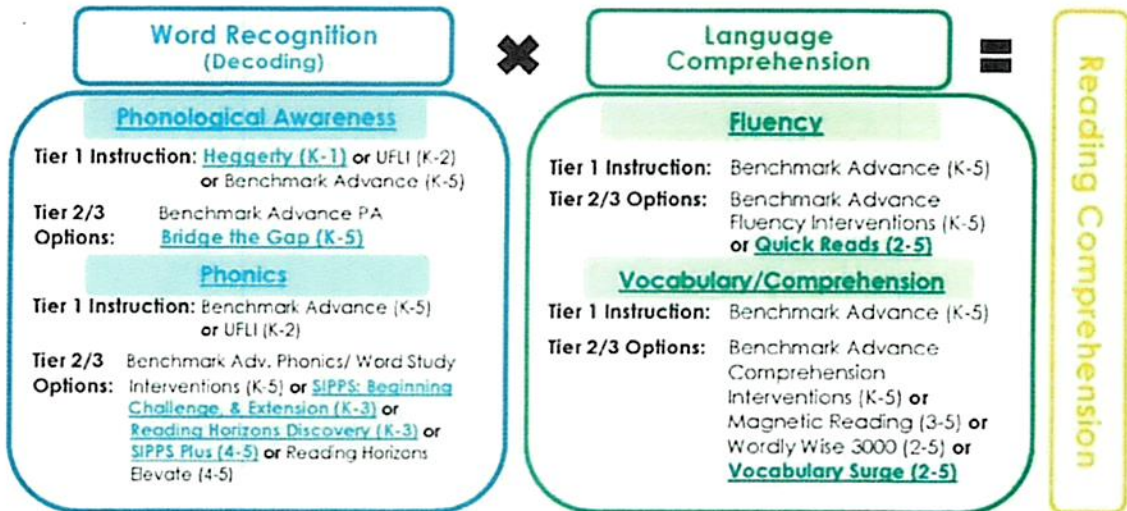 Word Recognition
(Decoding)
✖
Language
Comprehension
=
Reading Comprehension
Phonological Awareness
Tier 1 Instruction: Heggerty (K-1) or UFLI (K-2)
or Benchmark Advance (K-5)
Tier 2/3 Benchmark Advance PA
Options: Bridge the Gap (K-5)
Phonics
Tier 1 Instruction: Benchmark Advance (K-5)
or UFLI (K-2)
Tier 2/3 Benchmark Adv. Phonics/ Word Study
Options: Interventions (K-5) or SIPPS: Beginning
Challenge, & Extension (K-3) or
Reading Horizons Discovery (K-3) or
SIPPS Plus (4-5) or Reading Horizons
Elevate (4-5)
Fluency
Tier 1 Instruction: Benchmark Advance (K-5)
Tier 2/3 Options: Benchmark Advance
Fluency Interventions (K-5)
or Quick Reads (2-5)
Vocabulary/Comprehension
Tier 1 Instruction: Benchmark Advance (K-5)
Tier 2/3 Options: Benchmark Advance
Comprehension
Interventions (K-5) or
Magnetic Reading (3-5) or
Wordly Wise 3000 (2-5) or
Vocabulary Surge (2-5)